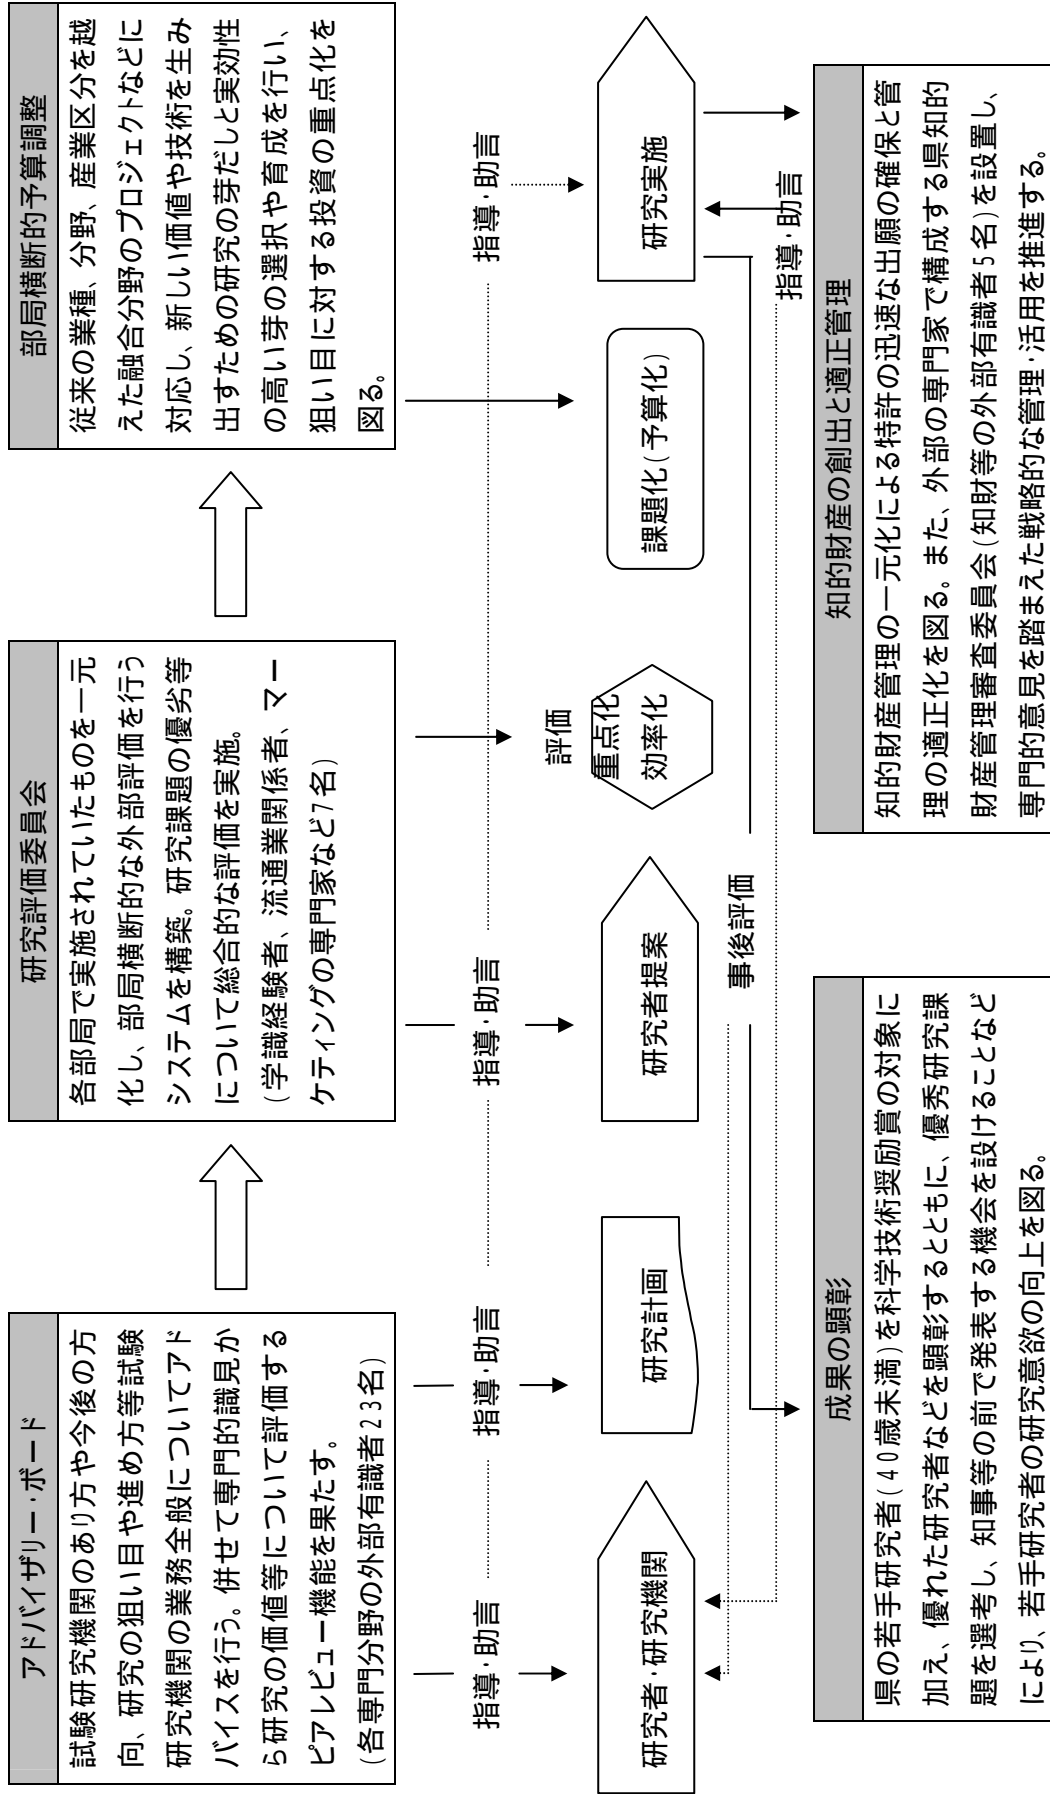 アドバイザリー・ボード
試験研究機関のあり方や今後の方
向、研究の狙い目や進め方等試験
研究機関の業務全般についてアド
バイスを行う。併せて専門的識見か
ら研究の価値等について評価する
ピアレビュー機能を果たす。
(各専門分野の外部有識者23名)
研究評価委員会
各部局で実施されていたものを一元
化し、部局横断的な外部評価を行う
システムを構築。研究課題の優劣等
について総合的な評価を実施。
(学識経験者、流通業関係者、マー
ケティングの専門家など7名)
部局横断的予算調整
従来の業種、分野、産業区分を越
えた融合分野のプロジェクトなどに
対応し、新しい価値や技術を生み
出すための研究の芽だしと実効性
の高い芽の選択や育成を行い、
狙い目に対する投資の重点化を
図る。
指導・助言
指導・助言
指導・助言
指導・助言
評価
研究者・研究機関
研究計画
研究者提案
重点化
効率化
課題化(予算化)
研究実施
事後評価
指導・助言
成果の顕彰
県の若手研究者(40歳未満)を科学技術奨励賞の対象に
加え、優れた研究者などを顕彰するとともに、優秀研究課
題を選考し、知事等の前で発表する機会を設けることなど
により、若手研究者の研究意欲の向上を図る。
知的財産の創出と適正管理
知的財産管理の一元化による特許の迅速な出願の確保と管
理の適正化を図る。また、外部の専門家で構成する県知的
財産管理審査委員会(知財等の外部有識者5名)を設置し、
専門的意見を踏まえた戦略的な管理・活用を推進する。